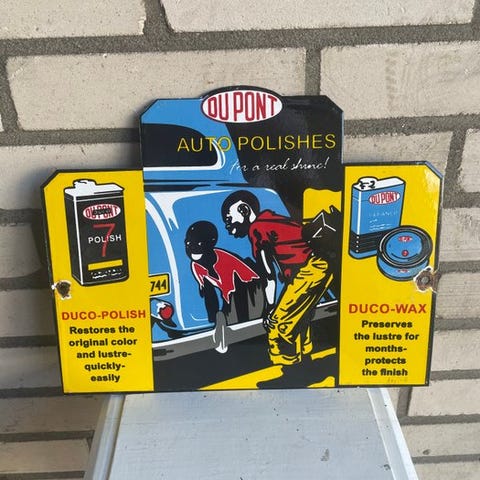 DU PONT
AUTO POLISHES
for a real shine!
DU PONT
7
POLISH
DUCO-POLISH
Restores the
original color
and lustre-
quickly-
easily
744
DU PONT
DUCO-WAX
Preserves
the lustre for
months-
protects
the finish